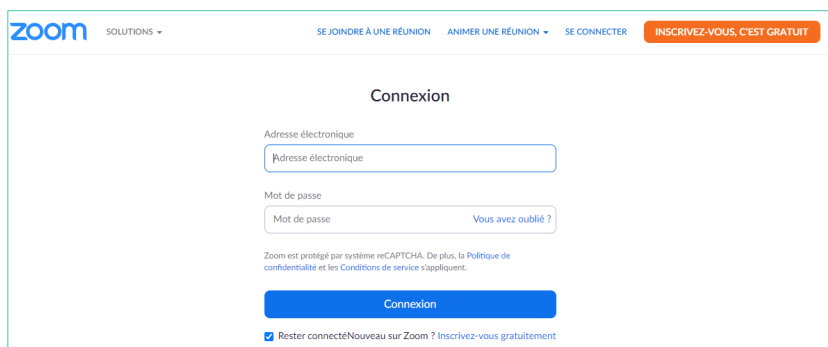 zoom SOLUTIONS SE JOINDRE À UNE RÉUNION ANIMER UNE RÉUNION SE CONNECTER INSCRIVEZ-VOUS, C'EST GRATUIT
Connexion
Adresse électronique
Adresse électronique
Mot de passe
Mot de passe Vous avez oublié ?
Zoom est protégé par système reCAPTCHA. De plus, la Politique de
confidentialité et les Conditions de service s'appliquent.
Connexion
Rester connectéNouveau sur Zoom ? Inscrivez-vous gratuitement